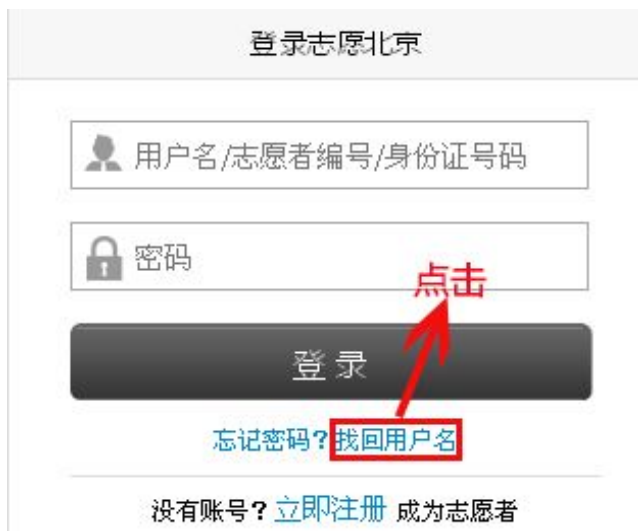 登录志愿北京
用户名/志愿者编号/身份证号码
密码
点击
登录
忘记密码?找回用户名
没有账号?立即注册 成为志愿者